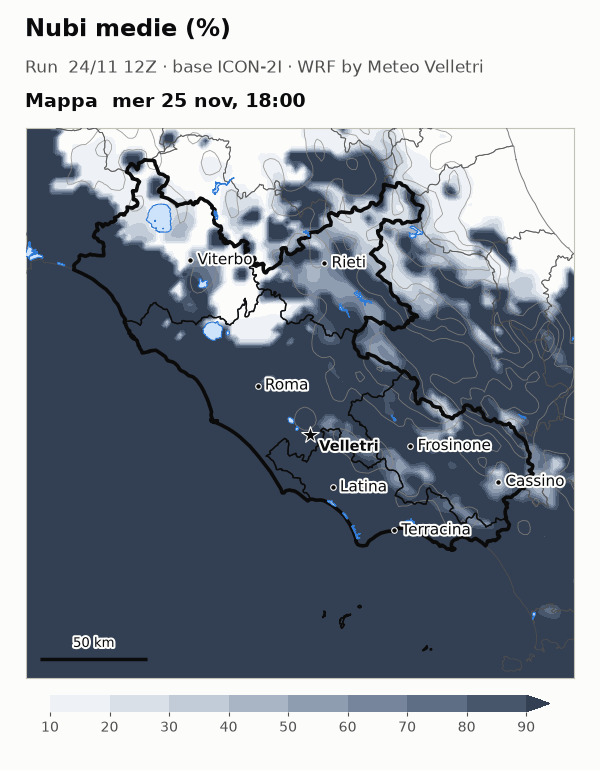 Nubi medie (%)
Run 24/11 12Z · base ICON-2I · WRF by Meteo Velletri
Mappa mer 25 nov, 18:00
Viterbo
Rieti
Roma
Velletri
Frosinone
Cassino
Latina
Terracina
50 km
10 20 30 40 50 60 70 80 90